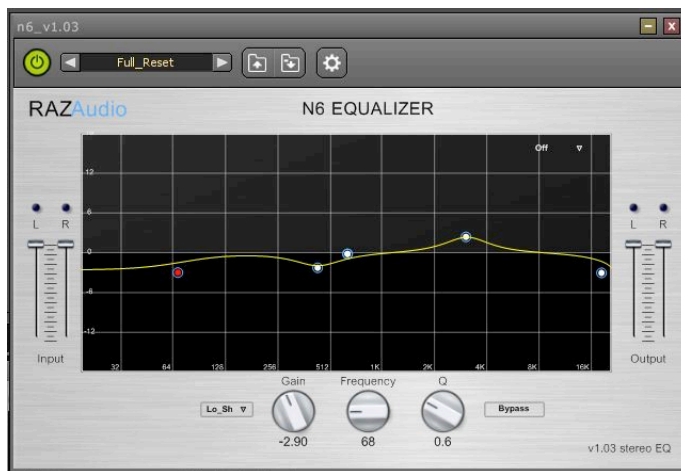 n6_v1.03
Full_Reset
RAZAudio
N6 EQUALIZER
Off
12
6
0
-6
-12
L R
L R
Input
Output
32 64 128 256 512 1K 2K 4K 8K 16K
Gain Frequency Q
Lo_Sh
Bypass
-2.90 68 0.6
v1.03 stereo EQ